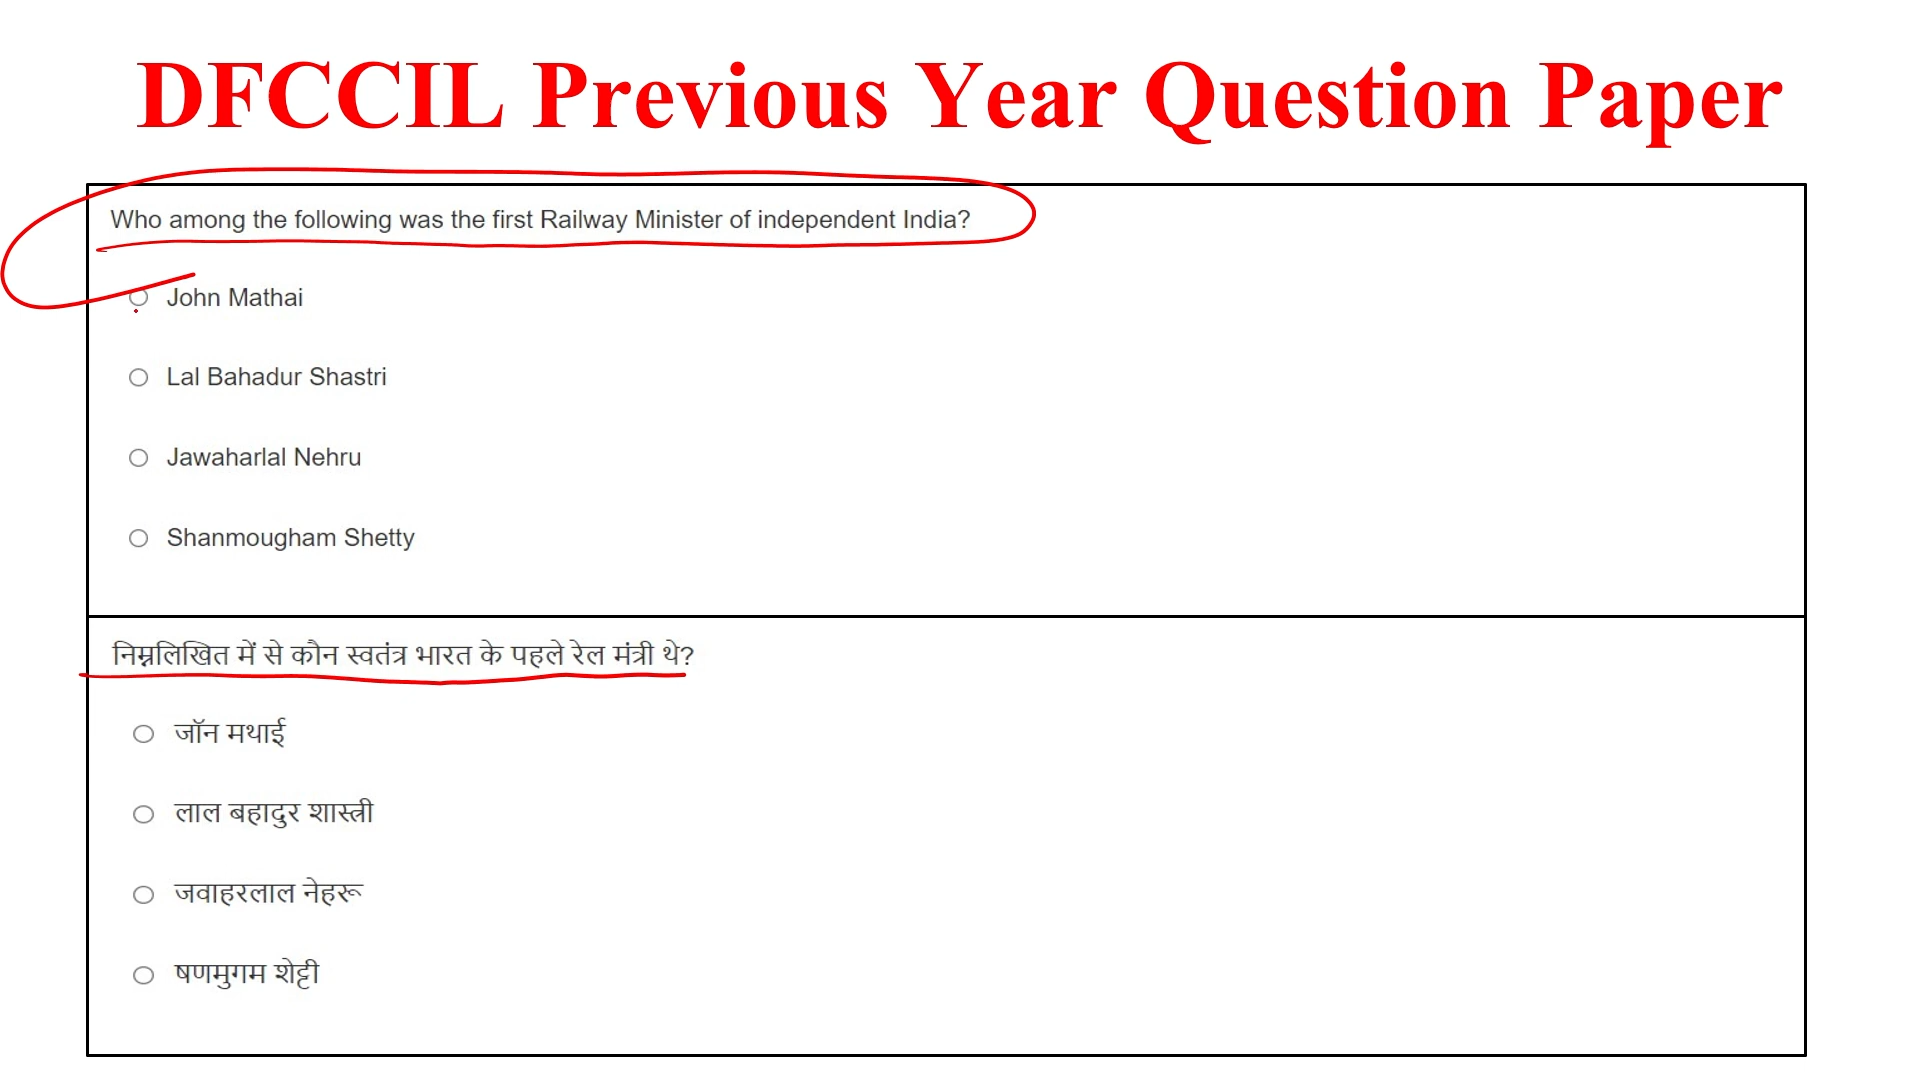 DFCCIL Previous Year Question Paper
Who among the following was the first Railway Minister of independent India?
John Mathai
Lal Bahadur Shastri
Jawaharlal Nehru
Shanmougham Shetty
निम्नलिखित में से कौन स्वतंत्र भारत के पहले रेल मंत्री थे?
जॉन मथाई
लाल बहादुर शास्त्री
जवाहरलाल नेहरू
षणमुगम शेट्टी